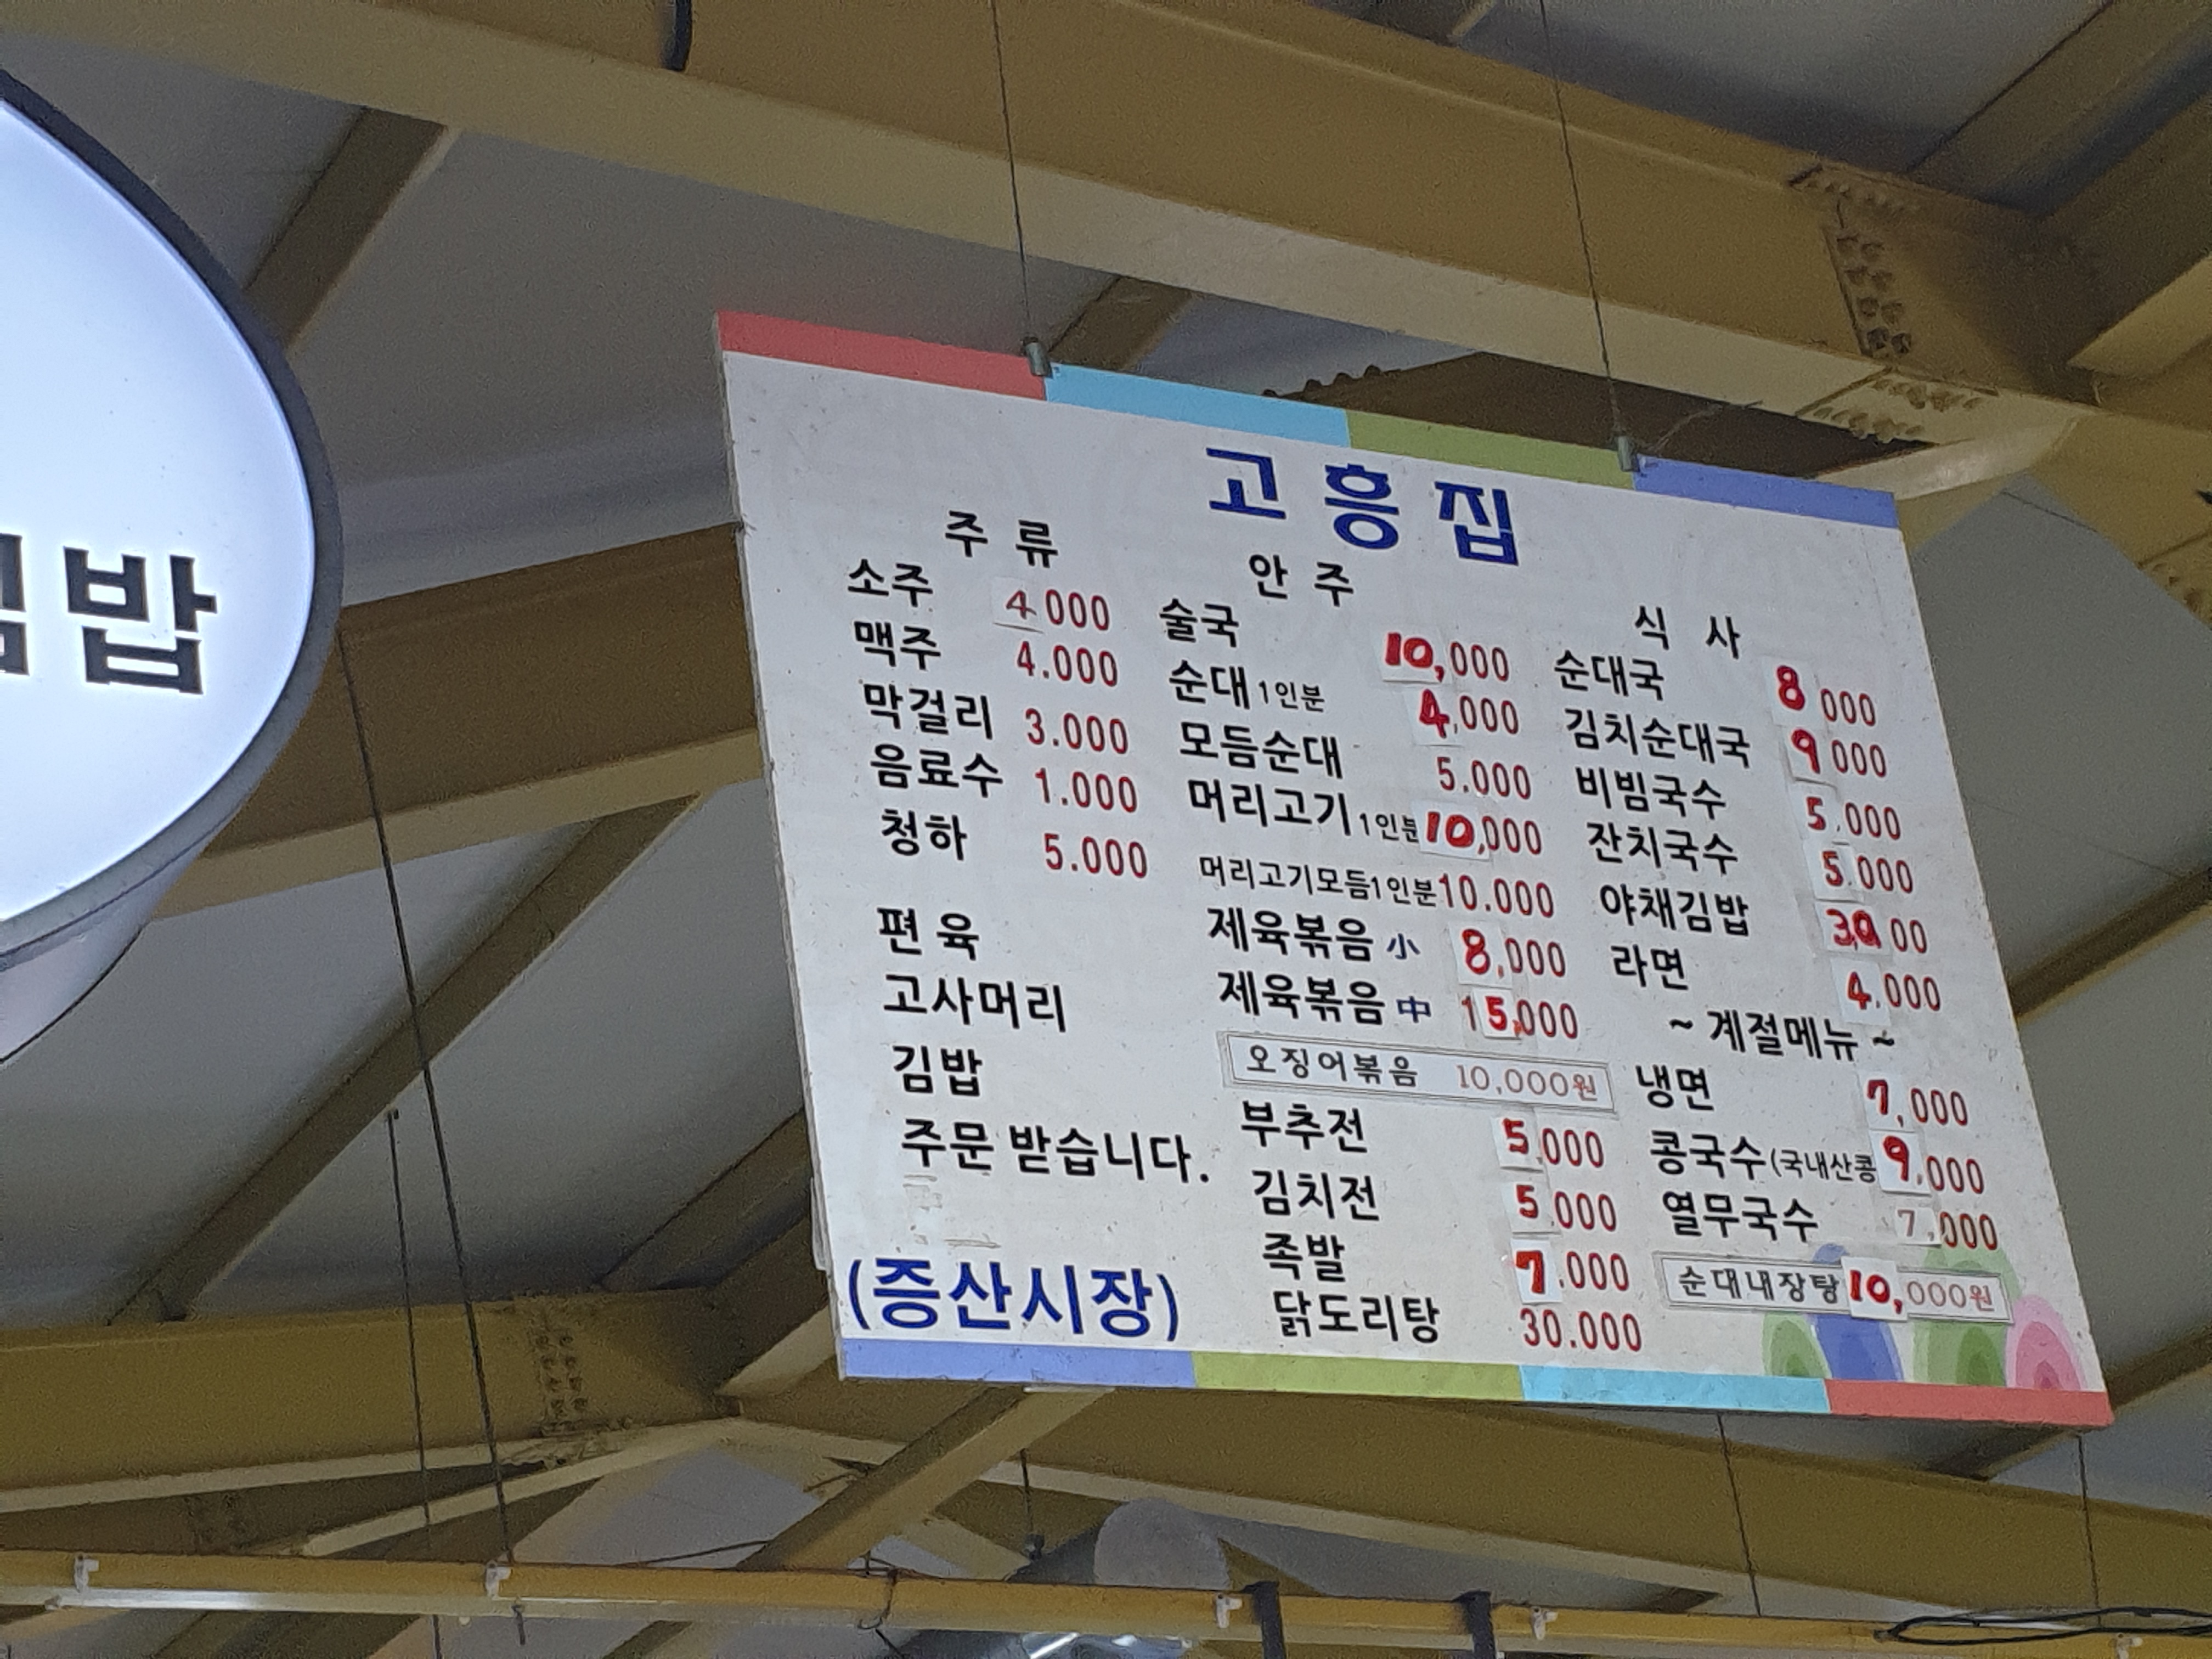 김밥
고흥집
주류
소주 4.000
맥주 4.000
막걸리 3.000
음료수 1.000
청하 5.000
편육
고사머리
김밥
주문 받습니다.
(증산시장)
안주
술국 10,000
순대 1인분 4,000
모듬순대 5.000
머리고기 1인분 10,000
머리고기모듬1인분 10.000
제육볶음 小 8,000
제육볶음 中 15,000
오징어볶음 10,000원
부추전 5.000
김치전 5.000
족발 7.000
닭도리탕 30.000
식사
순대국 8000
김치순대국 9000
비빔국수 5.000
잔치국수 5.000
야채김밥 3,000
라면 4.000
~계절메뉴~
냉면 7,000
콩국수(국내산콩 9,000
열무국수 7,000
순대내장탕 10,000원